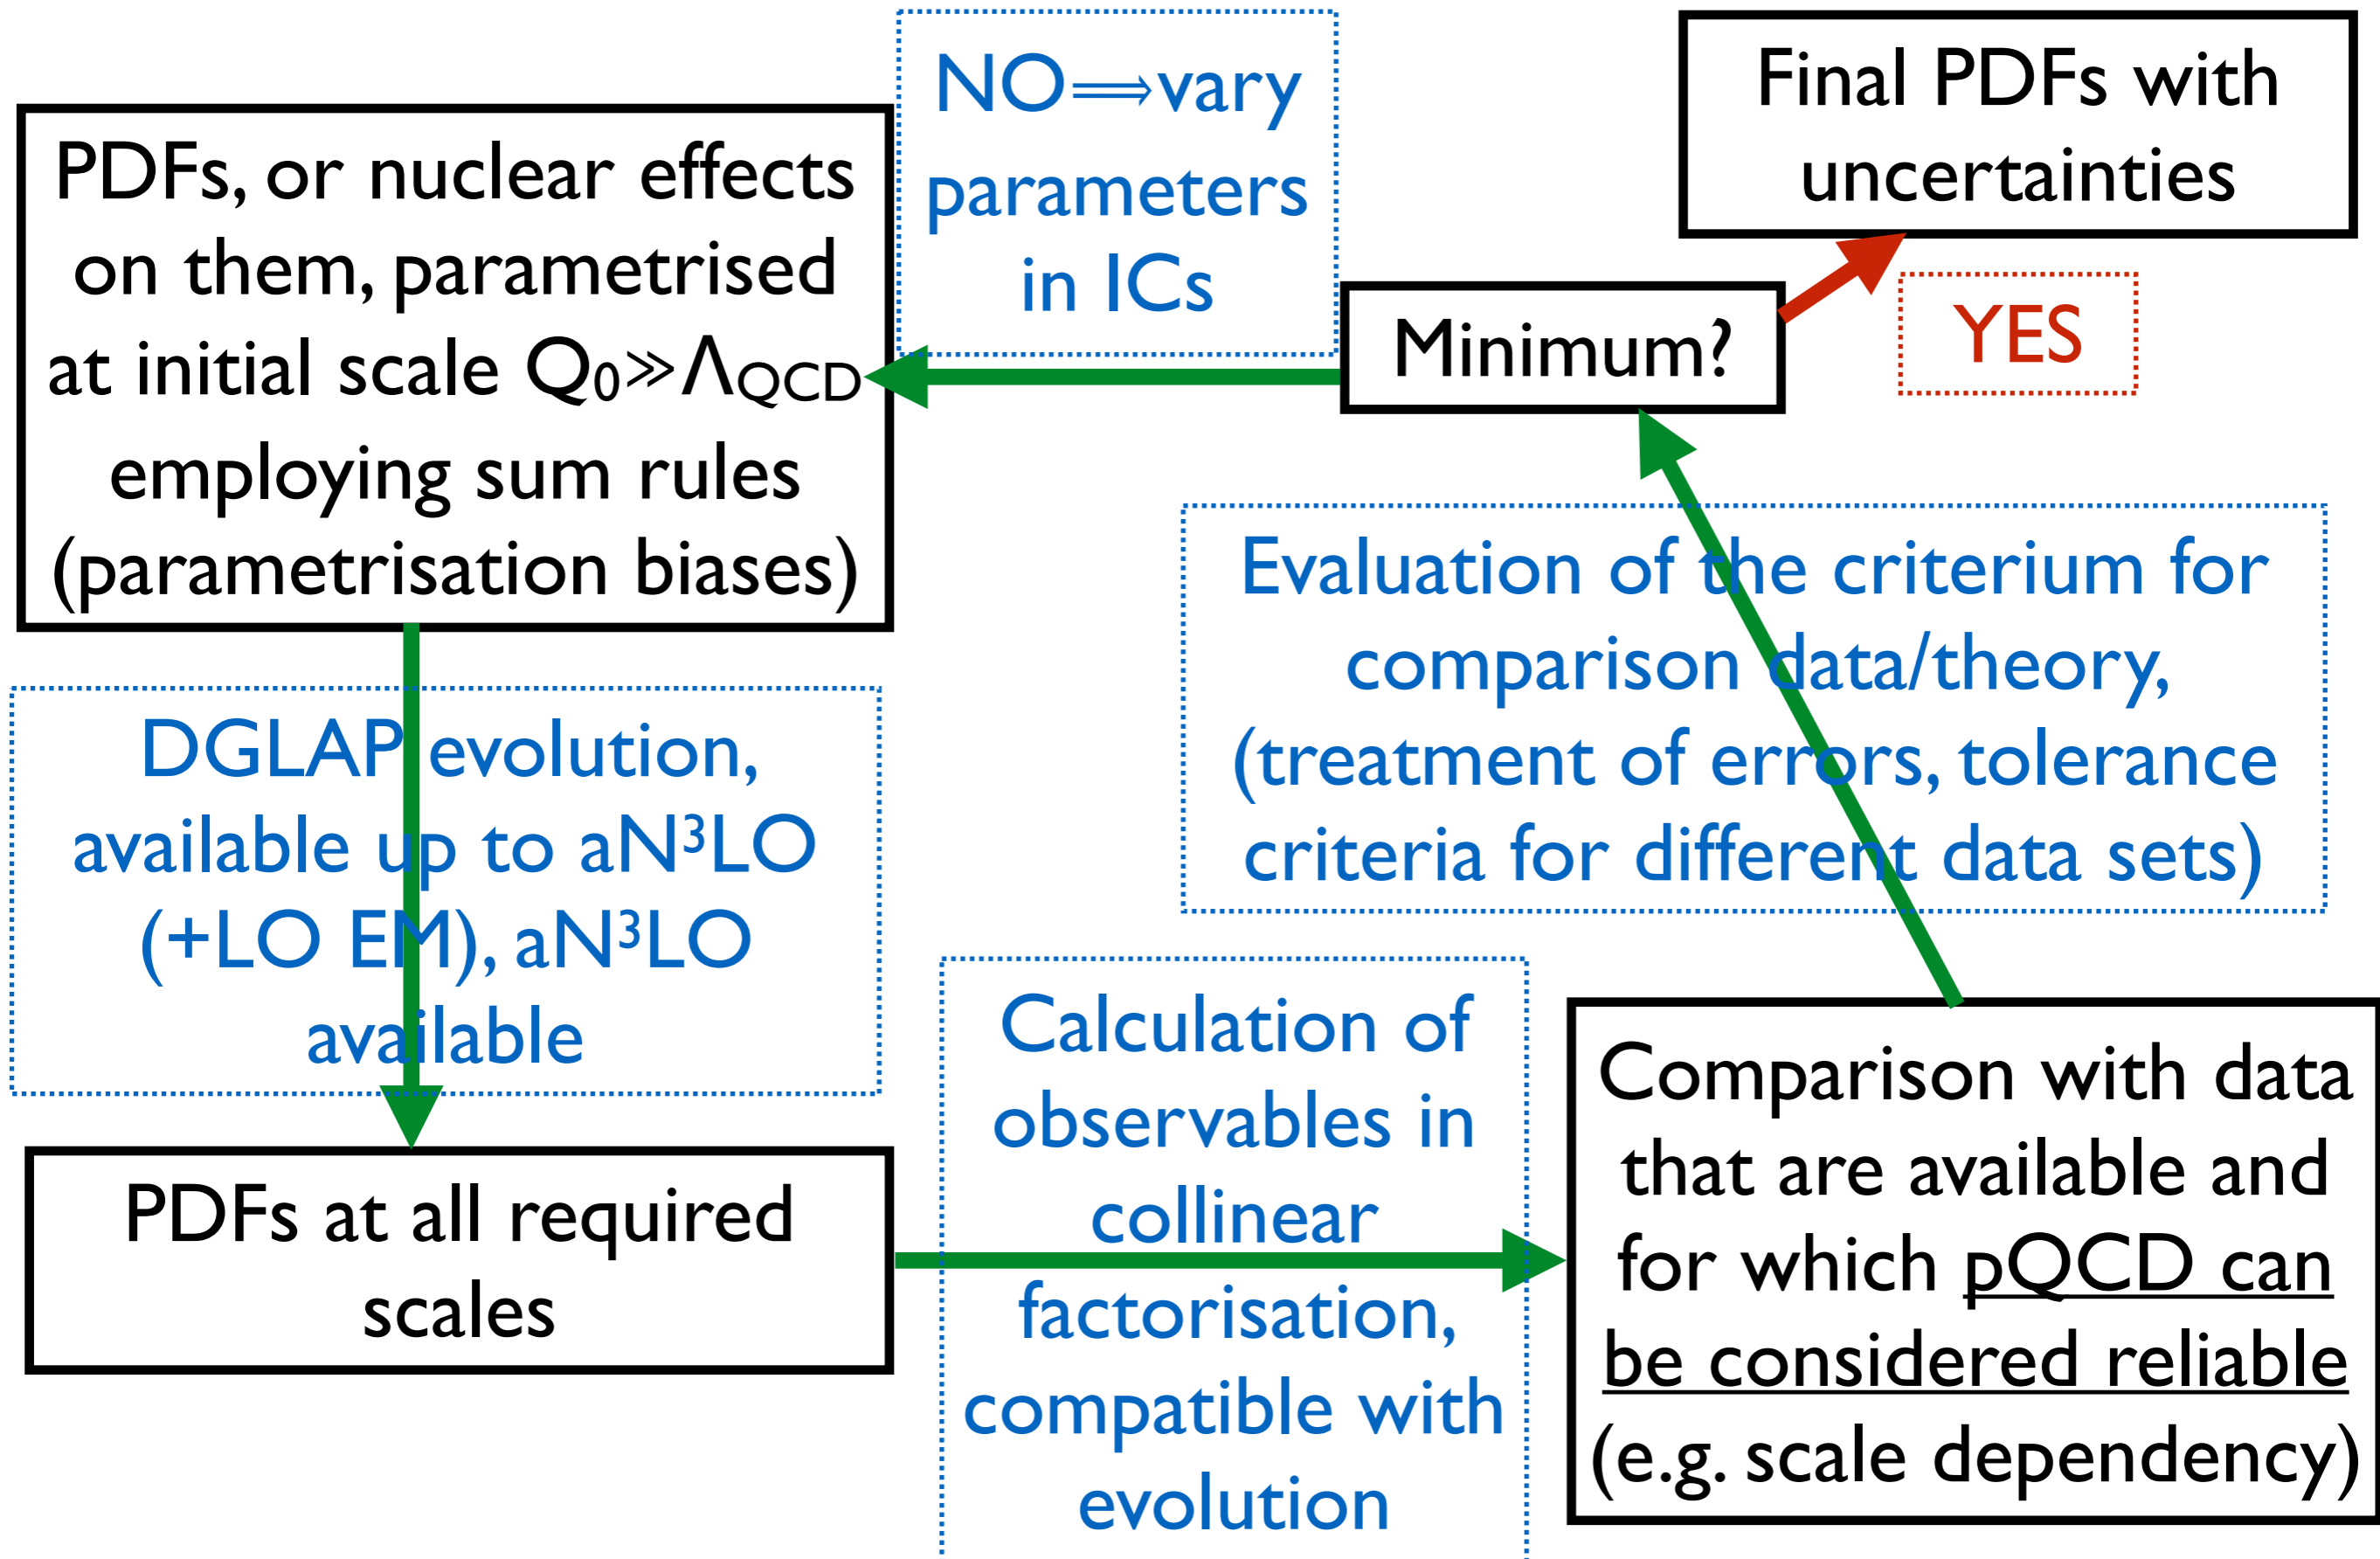 PDFs, or nuclear effects
on them, parametrised
at initial scale Q₀≫Λ_QCD
employing sum rules
(parametrisation biases)
NO⟹vary
parameters
in ICs
Final PDFs with
uncertainties
Minimum?
YES
Evaluation of the criterium for
comparison data/theory,
(treatment of errors, tolerance
criteria for different data sets)
DGLAP evolution,
available up to aN³LO
(+LO EM), aN³LO
available
PDFs at all required
scales
Calculation of
observables in
collinear
factorisation,
compatible with
evolution
Comparison with data
that are available and
for which pQCD can
be considered reliable
(e.g. scale dependency)